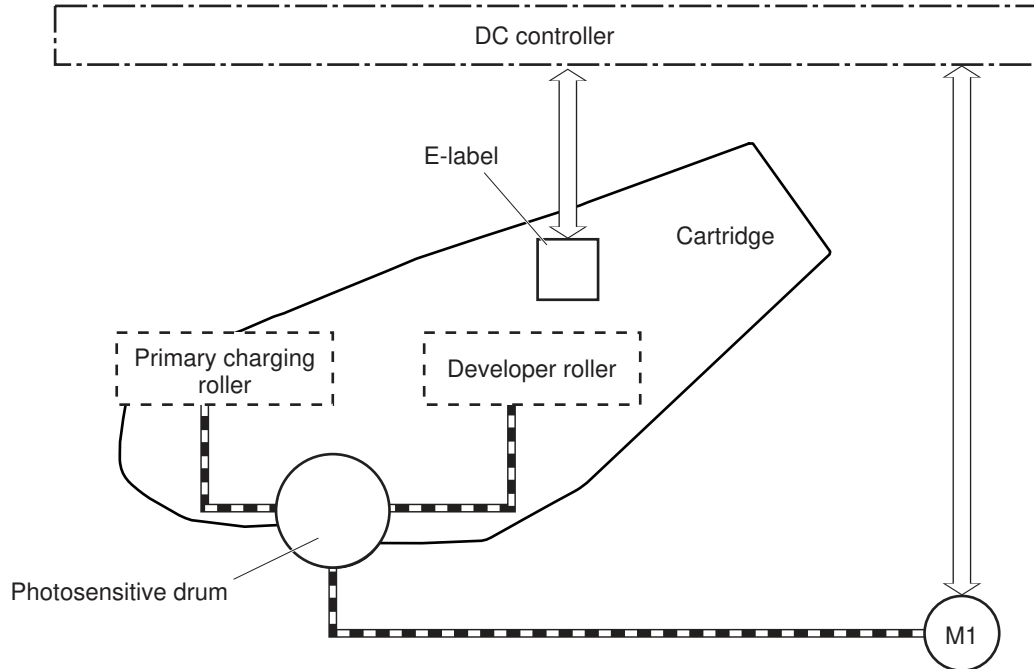 DC controller
E-label
Cartridge
Primary charging
roller
Developer roller
Photosensitive drum
M1